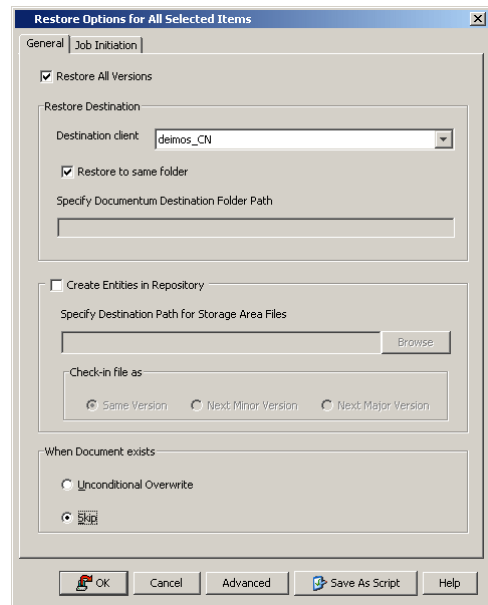 Restore Options for All Selected Items
General
Job Initiation
Restore All Versions
Restore Destination
Destination client
deimos_CN
Restore to same folder
Specify Documentum Destination Folder Path
Create Entities in Repository
Specify Destination Path for Storage Area Files
Browse
Check-in file as
Same Version
Next Minor Version
Next Major Version
When Document exists
Unconditional Overwrite
Skip
OK
Cancel
Advanced
Save As Script
Help